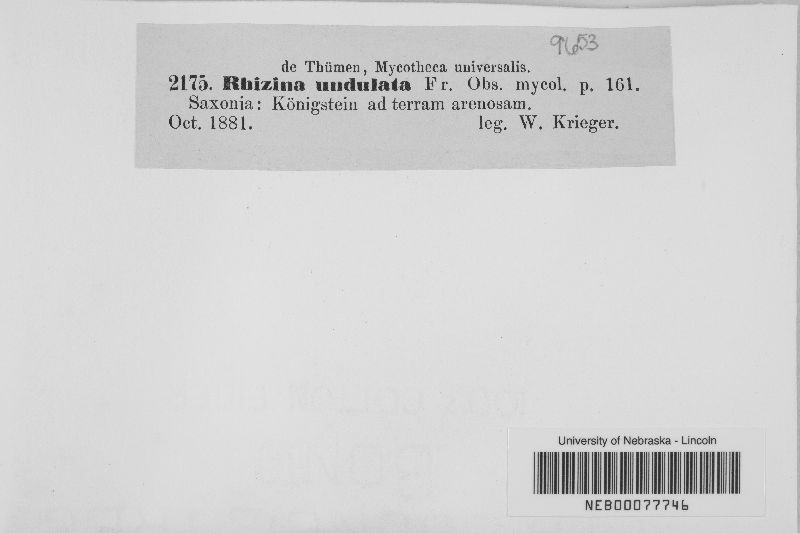 9653
de Thümen, Mycotheca universalis.
2175. Rhizina undulata Fr. Obs. mycol. p. 161.
Saxonia: Königstein ad terram arenosam.
Oct. 1881. leg. W. Krieger.
University of Nebraska - Lincoln
NEB00077746